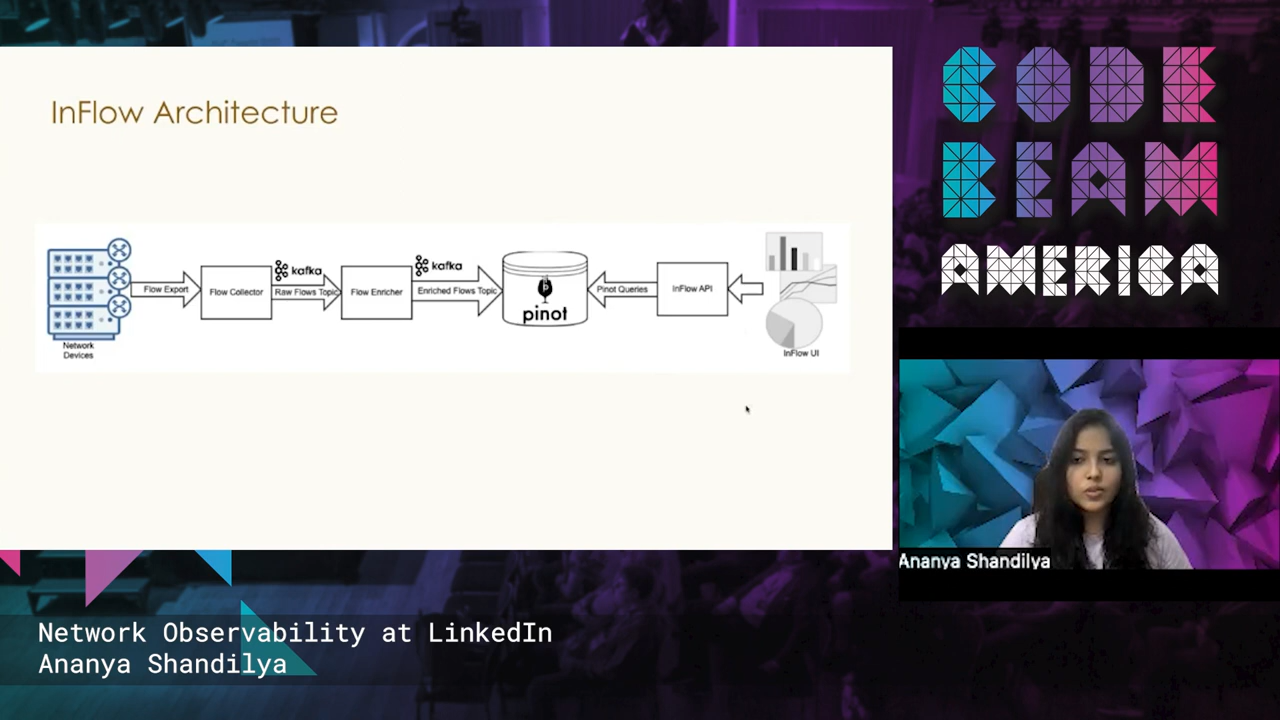 InFlow Architecture
Network
Devices
Flow Export
Flow Collector
kafka
Raw Flows Topic
Flow Enricher
kafka
Enriched Flows Topic
pinot
Pinot Queries
InFlow API
InFlow UI
CODE
BEAM
AMERICA
Ananya Shandilya
Network Observability at LinkedIn
Ananya Shandilya